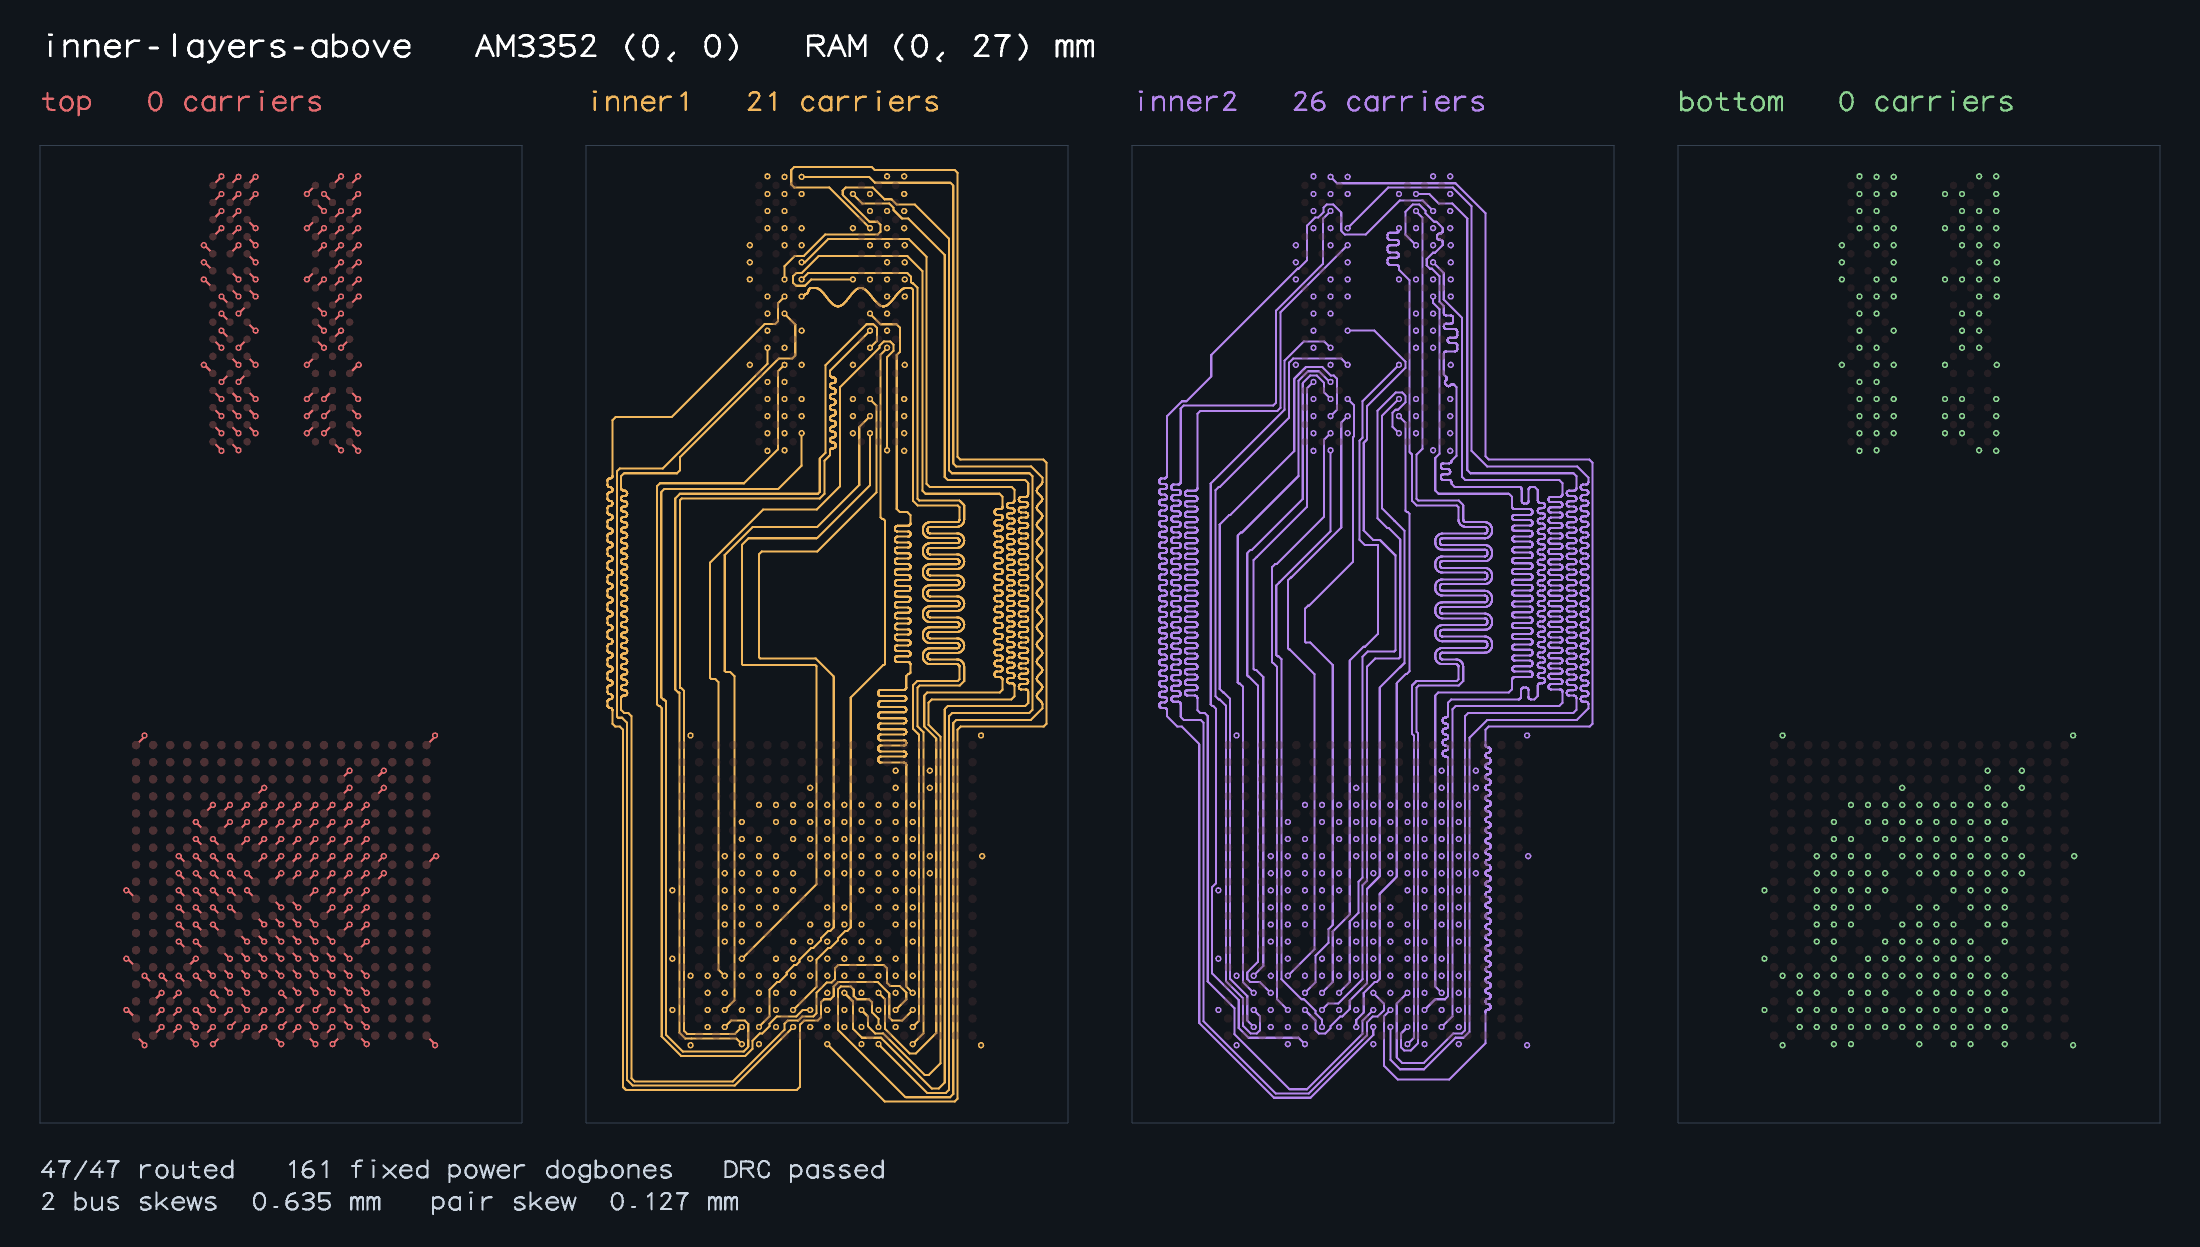 inner-layers-above   AM3352 (0, 0)   RAM (0, 27) mm
top   0 carriers   inner1   21 carriers   inner2   26 carriers   bottom   0 carriers
47/47 routed   161 fixed power dogbones   DRC passed
2 bus skews  0.635 mm   pair skew  0.127 mm